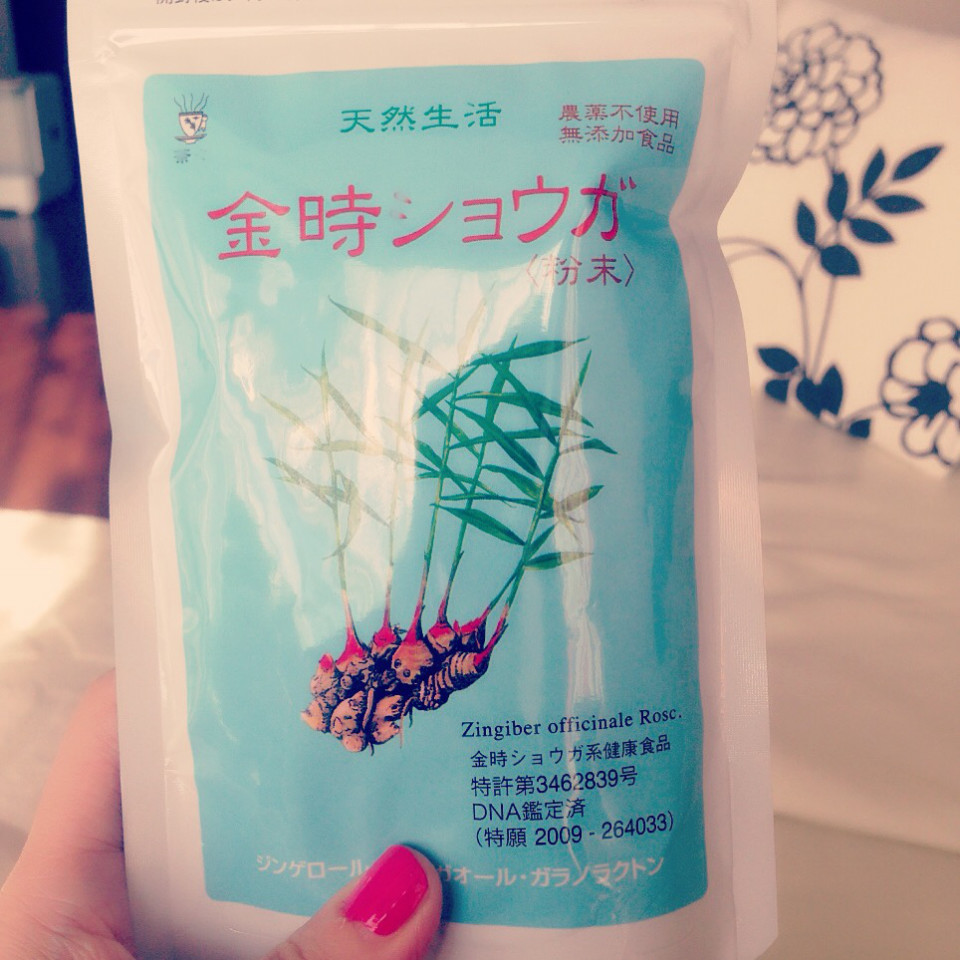 天然生活
農薬不使用
無添加食品
金時ショウガ
〈粉末〉
Zingiber officinale Rosc.
金時ショウガ系健康食品
特許第3462839号
DNA鑑定済
(特願 2009 - 264033)
ジンゲロール・ ガオール・ガラノラクトン